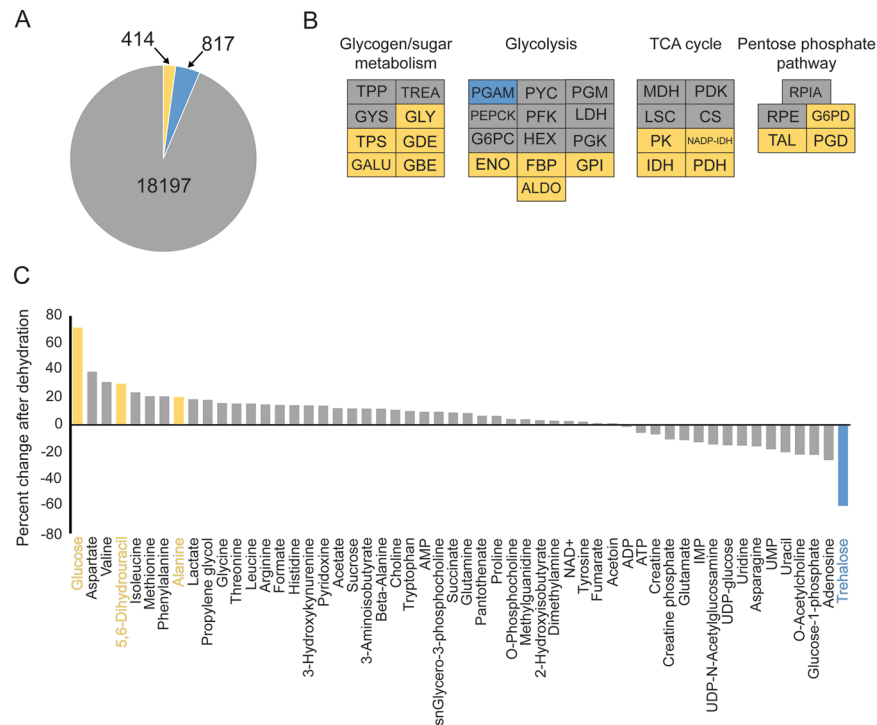 A
414
817
18197
B
Glycogen/sugar
metabolism
TPP TREA
GYS GLY
TPS GDE
GALU GBE
Glycolysis
PGAM PYC PGM
PEPCK PFK LDH
G6PC HEX PGK
ENO FBP GPI
ALDO
TCA cycle
MDH PDK
LSC CS
PK NADP-IDH
IDH PDH
Pentose phosphate
pathway
RPIA
RPE G6PD
TAL PGD
C
Percent change after dehydration
80
60
40
20
0
-20
-40
-60
-80
Glucose
Aspartate
Valine
5,6-Dihydrouracil
Isoleucine
Methionine
Phenylalanine
Alanine
Lactate
Propylene glycol
Glycine
Threonine
Leucine
Arginine
Formate
Histidine
3-Hydroxykynurenine
Pyridoxine
Acetate
Sucrose
3-Aminoisobutyrate
Beta-Alanine
Choline
Tryptophan
AMP
snGlycero-3-phosphocholine
Succinate
Glutamine
Pantothenate
Proline
O-Phosphocholine
Methylguanidine
2-Hydroxyisobutyrate
Dimethylamine
NAD+
Tyrosine
Fumarate
Acetoin
ADP
ATP
Creatine
Creatine phosphate
Glutamate
IMP
UDP-N-Acetylglucosamine
UDP-glucose
Uridine
Asparagine
UMP
Uracil
O-Acetylcholine
Glucose-1-phosphate
Adenosine
Trehalose